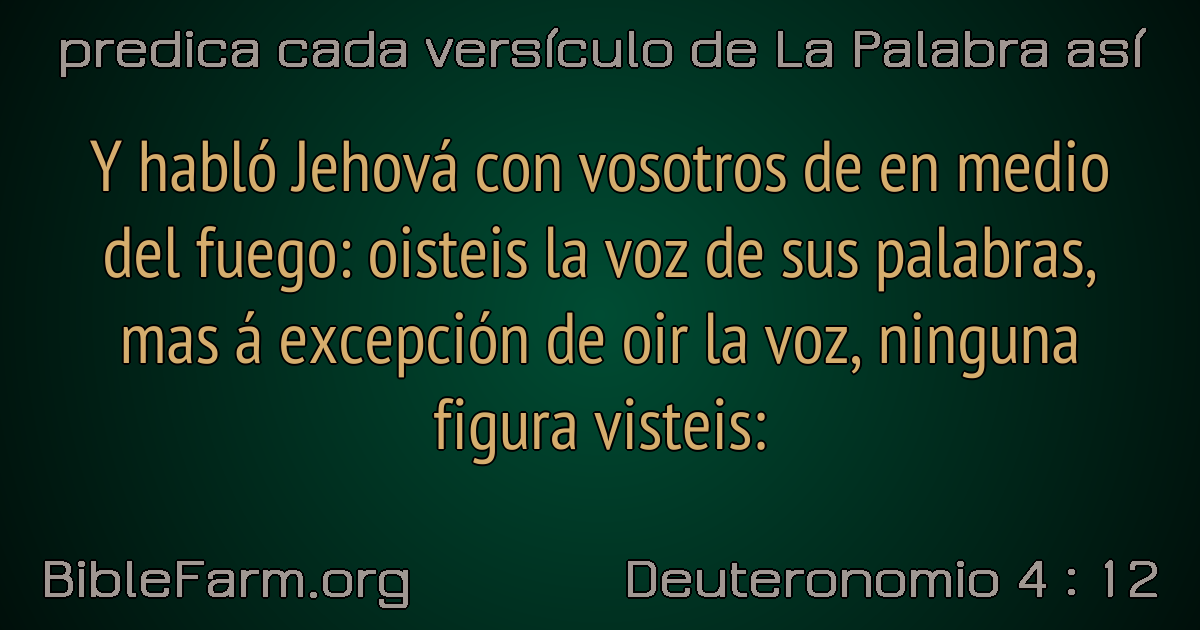 predica cada versículo de La Palabra así
Y habló Jehová con vosotros de en medio
del fuego: oisteis la voz de sus palabras,
mas á excepción de oir la voz, ninguna
figura visteis:
BibleFarm.org
Deuteronomio 4 : 12